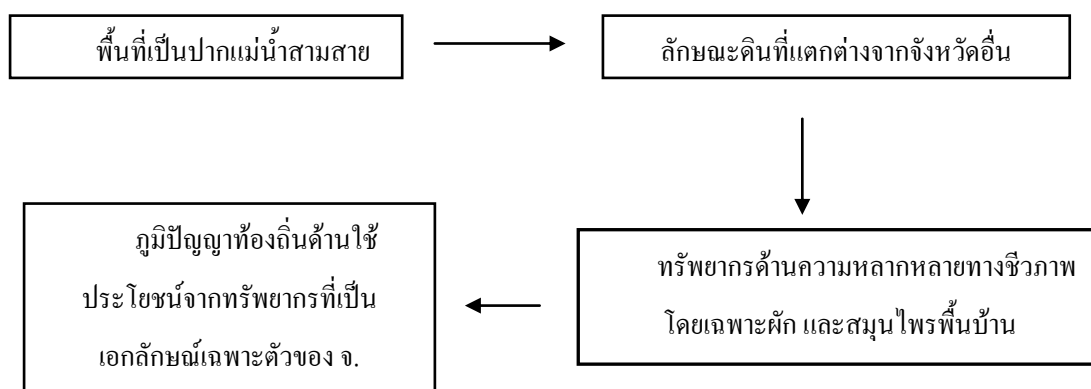 พื้นที่เป็นปากแม่น้ำสามสาย
ลักษณะดินที่แตกต่างจากจังหวัดอื่น
ทรัพยากรด้านความหลากหลายทางชีวภาพ
โดยเฉพาะผัก และสมุนไพรพื้นบ้าน
ภูมิปัญญาท้องถิ่นด้านใช้
ประโยชน์จากทรัพยากรที่เป็น
เอกลักษณ์เฉพาะตัวของ จ.